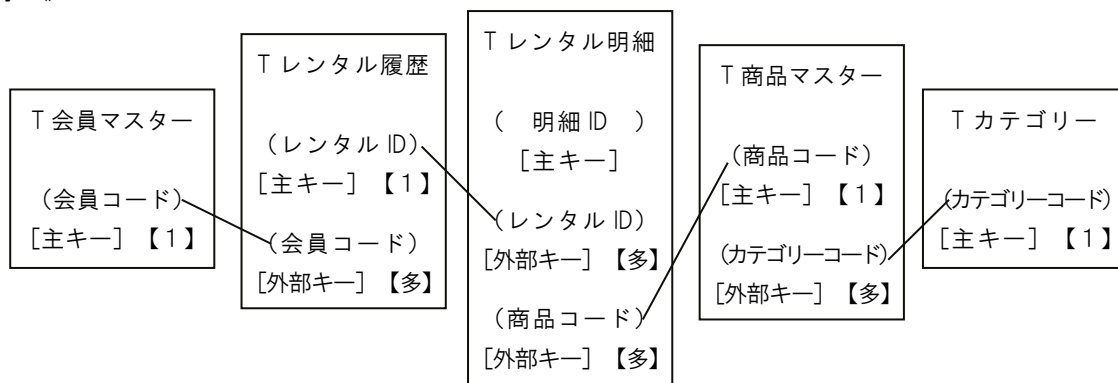 T会員マスター
(会員コード)
[主キー]【1】
Tレンタル履歴
(レンタルID)
[主キー]【1】
(会員コード)
[外部キー]【多】
Tレンタル明細
( 明細ID )
[主キー]
(レンタルID)
[外部キー]【多】
(商品コード)
[外部キー]【多】
T商品マスター
(商品コード)
[主キー]【1】
(カテゴリーコード)
[外部キー]【多】
Tカテゴリー
(カテゴリーコード)
[主キー]【1】